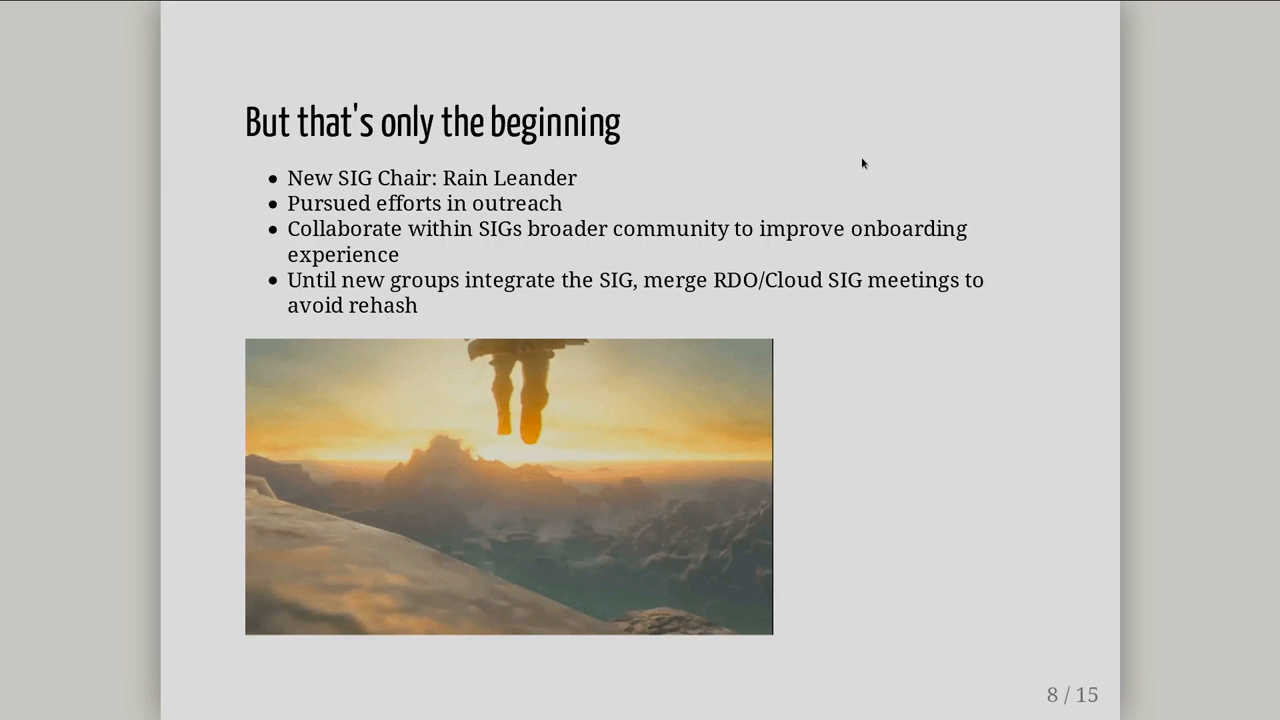 But that's only the beginning
New SIG Chair: Rain Leander
Pursued efforts in outreach
Collaborate within SIGs broader community to improve onboarding
experience
Until new groups integrate the SIG, merge RDO/Cloud SIG meetings to
avoid rehash
8 / 15